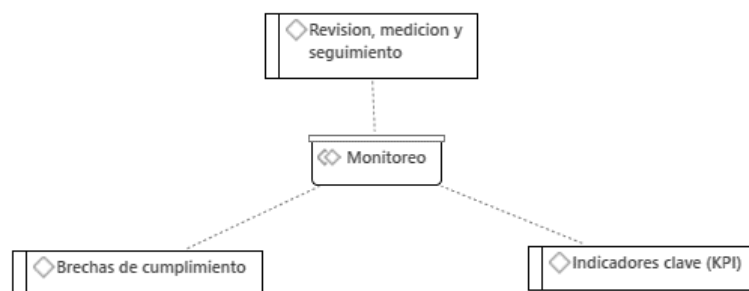 Revision, medicion y
seguimiento
Monitoreo
Brechas de cumplimiento
Indicadores clave (KPI)